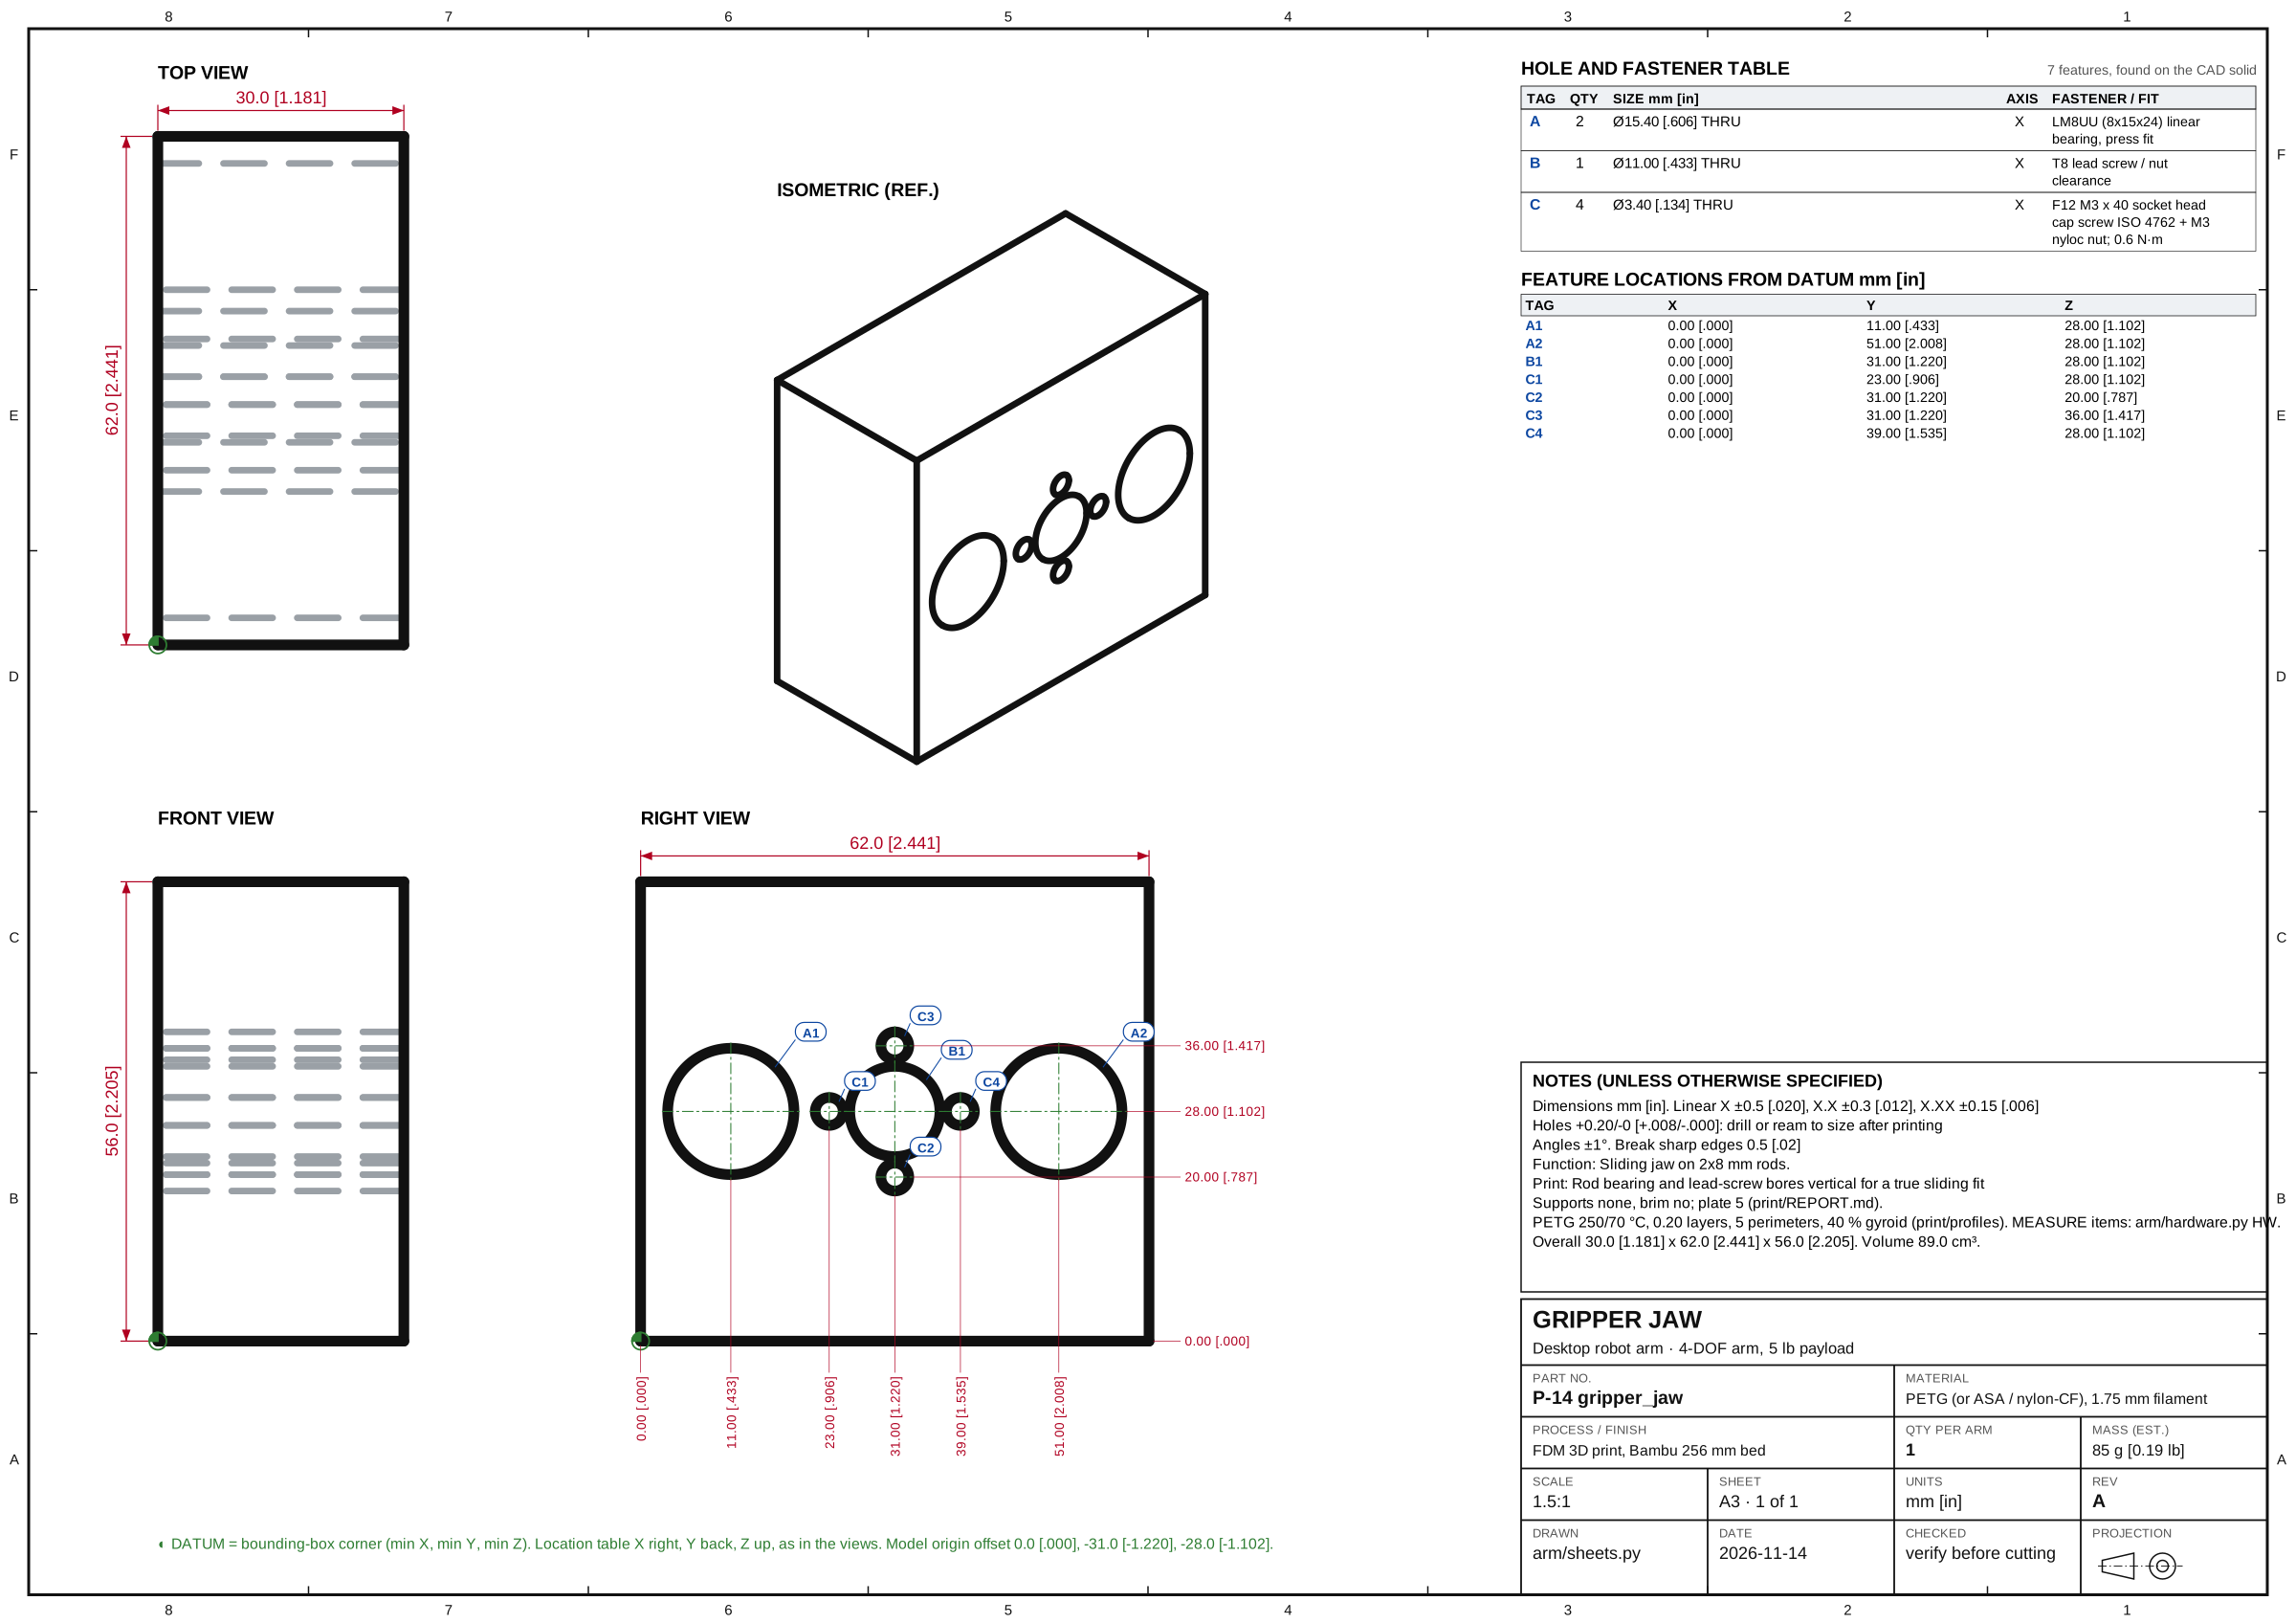 8 7 6 5 4 3 2 1
TOP VIEW
30.0 [1.181]
62.0 [2.441]
ISOMETRIC (REF.)
HOLE AND FASTENER TABLE
7 features, found on the CAD solid
TAG QTY SIZE mm [in] AXIS FASTENER / FIT
A 2 Ø15.40 [.606] THRU X LM8UU (8x15x24) linear
bearing, press fit
B 1 Ø11.00 [.433] THRU X T8 lead screw / nut
clearance
C 4 Ø3.40 [.134] THRU X F12 M3 x 40 socket head
cap screw ISO 4762 + M3
nyloc nut; 0.6 N·m
FEATURE LOCATIONS FROM DATUM mm [in]
TAG X Y Z
A1 0.00 [.000] 11.00 [.433] 28.00 [1.102]
A2 0.00 [.000] 51.00 [2.008] 28.00 [1.102]
B1 0.00 [.000] 31.00 [1.220] 28.00 [1.102]
C1 0.00 [.000] 23.00 [.906] 28.00 [1.102]
C2 0.00 [.000] 31.00 [1.220] 20.00 [.787]
C3 0.00 [.000] 31.00 [1.220] 36.00 [1.417]
C4 0.00 [.000] 39.00 [1.535] 28.00 [1.102]
F
E
D
C
B
A
F
E
D
C
B
A
FRONT VIEW
56.0 [2.205]
RIGHT VIEW
62.0 [2.441]
C3
A1
A2
B1
C1
C4
C2
36.00 [1.417]
28.00 [1.102]
20.00 [.787]
0.00 [.000]
0.00 [.000]
11.00 [.433]
23.00 [.906]
31.00 [1.220]
39.00 [1.535]
51.00 [2.008]
NOTES (UNLESS OTHERWISE SPECIFIED)
Dimensions mm [in]. Linear X ±0.5 [.020], X.X ±0.3 [.012], X.XX ±0.15 [.006]
Holes +0.20/-0 [+.008/-.000]: drill or ream to size after printing
Angles ±1°. Break sharp edges 0.5 [.02]
Function: Sliding jaw on 2x8 mm rods.
Print: Rod bearing and lead-screw bores vertical for a true sliding fit
Supports none, brim no; plate 5 (print/REPORT.md).
PETG 250/70 °C, 0.20 layers, 5 perimeters, 40 % gyroid (print/profiles). MEASURE items: arm/hardware.py HW.
Overall 30.0 [1.181] x 62.0 [2.441] x 56.0 [2.205]. Volume 89.0 cm³.
GRIPPER JAW
Desktop robot arm · 4-DOF arm, 5 lb payload
PART NO.
P-14 gripper_jaw
MATERIAL
PETG (or ASA / nylon-CF), 1.75 mm filament
PROCESS / FINISH
FDM 3D print, Bambu 256 mm bed
QTY PER ARM
1
MASS (EST.)
85 g [0.19 lb]
SCALE
1.5:1
SHEET
A3 · 1 of 1
UNITS
mm [in]
REV
A
DRAWN
arm/sheets.py
DATE
2026-11-14
CHECKED
verify before cutting
PROJECTION
DATUM = bounding-box corner (min X, min Y, min Z). Location table X right, Y back, Z up, as in the views. Model origin offset 0.0 [.000], -31.0 [-1.220], -28.0 [-1.102].
8 7 6 5 4 3 2 1